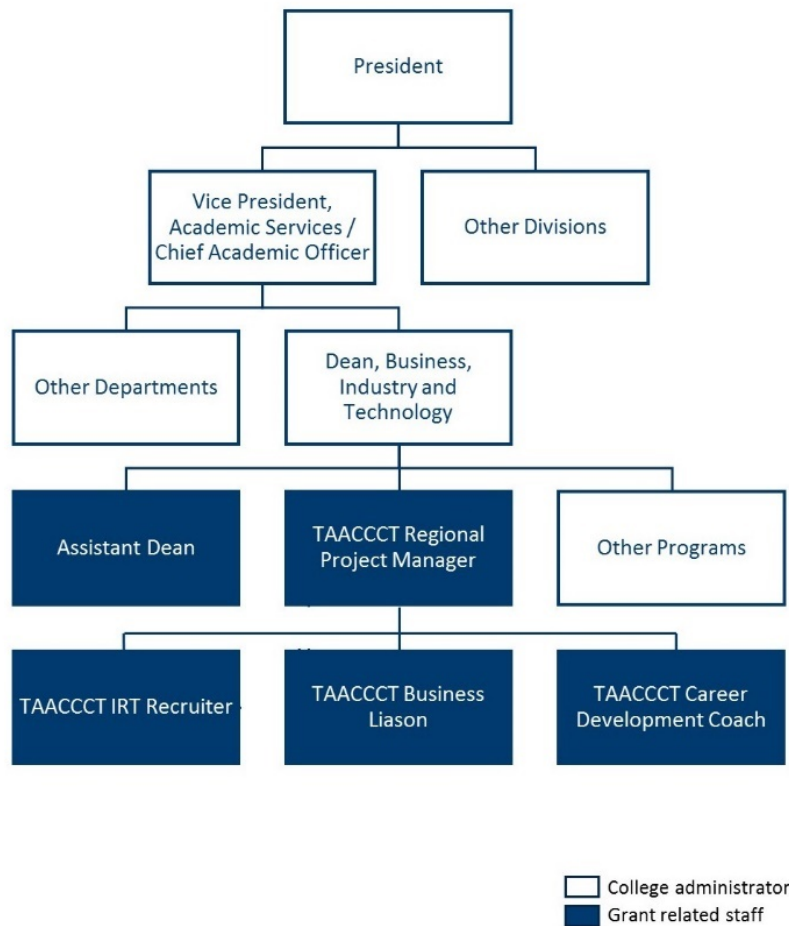 President
Vice President,
Academic Services /
Chief Academic Officer
Other Divisions
Other Departments
Dean, Business,
Industry and
Technology
Assistant Dean
TAACCCT Regional
Project Manager
Other Programs
TAACCCT IRT Recruiter
TAACCCT Business
Liason
TAACCCT Career
Development Coach
College administrator
Grant related staff